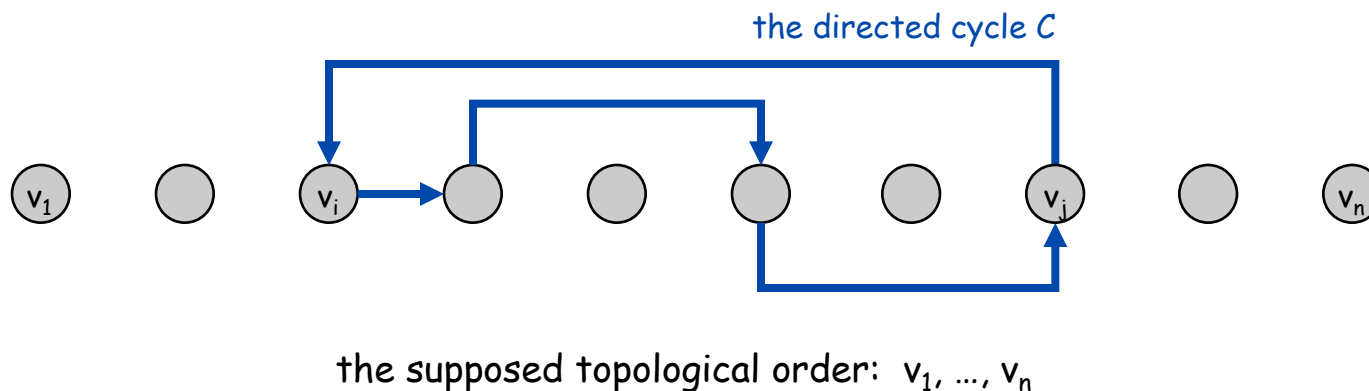 the directed cycle C
v₁ vᵢ vⱼ vₙ
the supposed topological order: v₁, …, vₙ